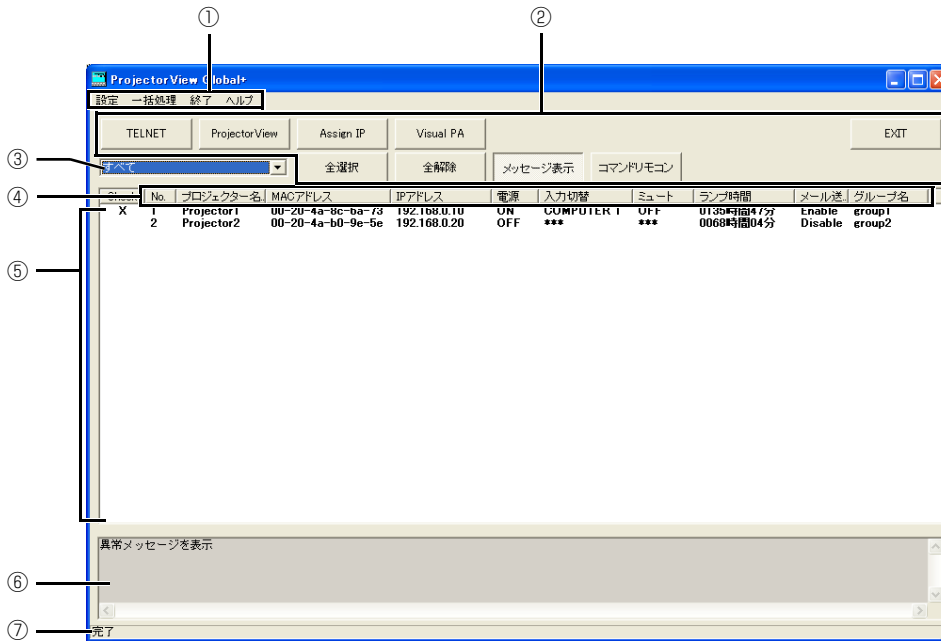 ① ②
ProjectorView Global+
設定 一括処理 終了 ヘルプ
TELNET ProjectorView Assign IP Visual PA EXIT
③ すべて 全選択 全解除 メッセージ表示 コマンドリモコン
④ Check No. プロジェクター名. MACアドレス IPアドレス 電源 入力切替 ミュート ランプ時間 メール送.. グループ名
X 1 Projector1 00-20-4a-8c-6a-73 192.168.0.10 ON COMPUTER 1 OFF 0135時間47分 Enable group1
2 Projector2 00-20-4a-b0-9e-5e 192.168.0.20 OFF *** *** 0068時間04分 Disable group2
⑤
異常メッセージを表示
⑥
⑦ 完了